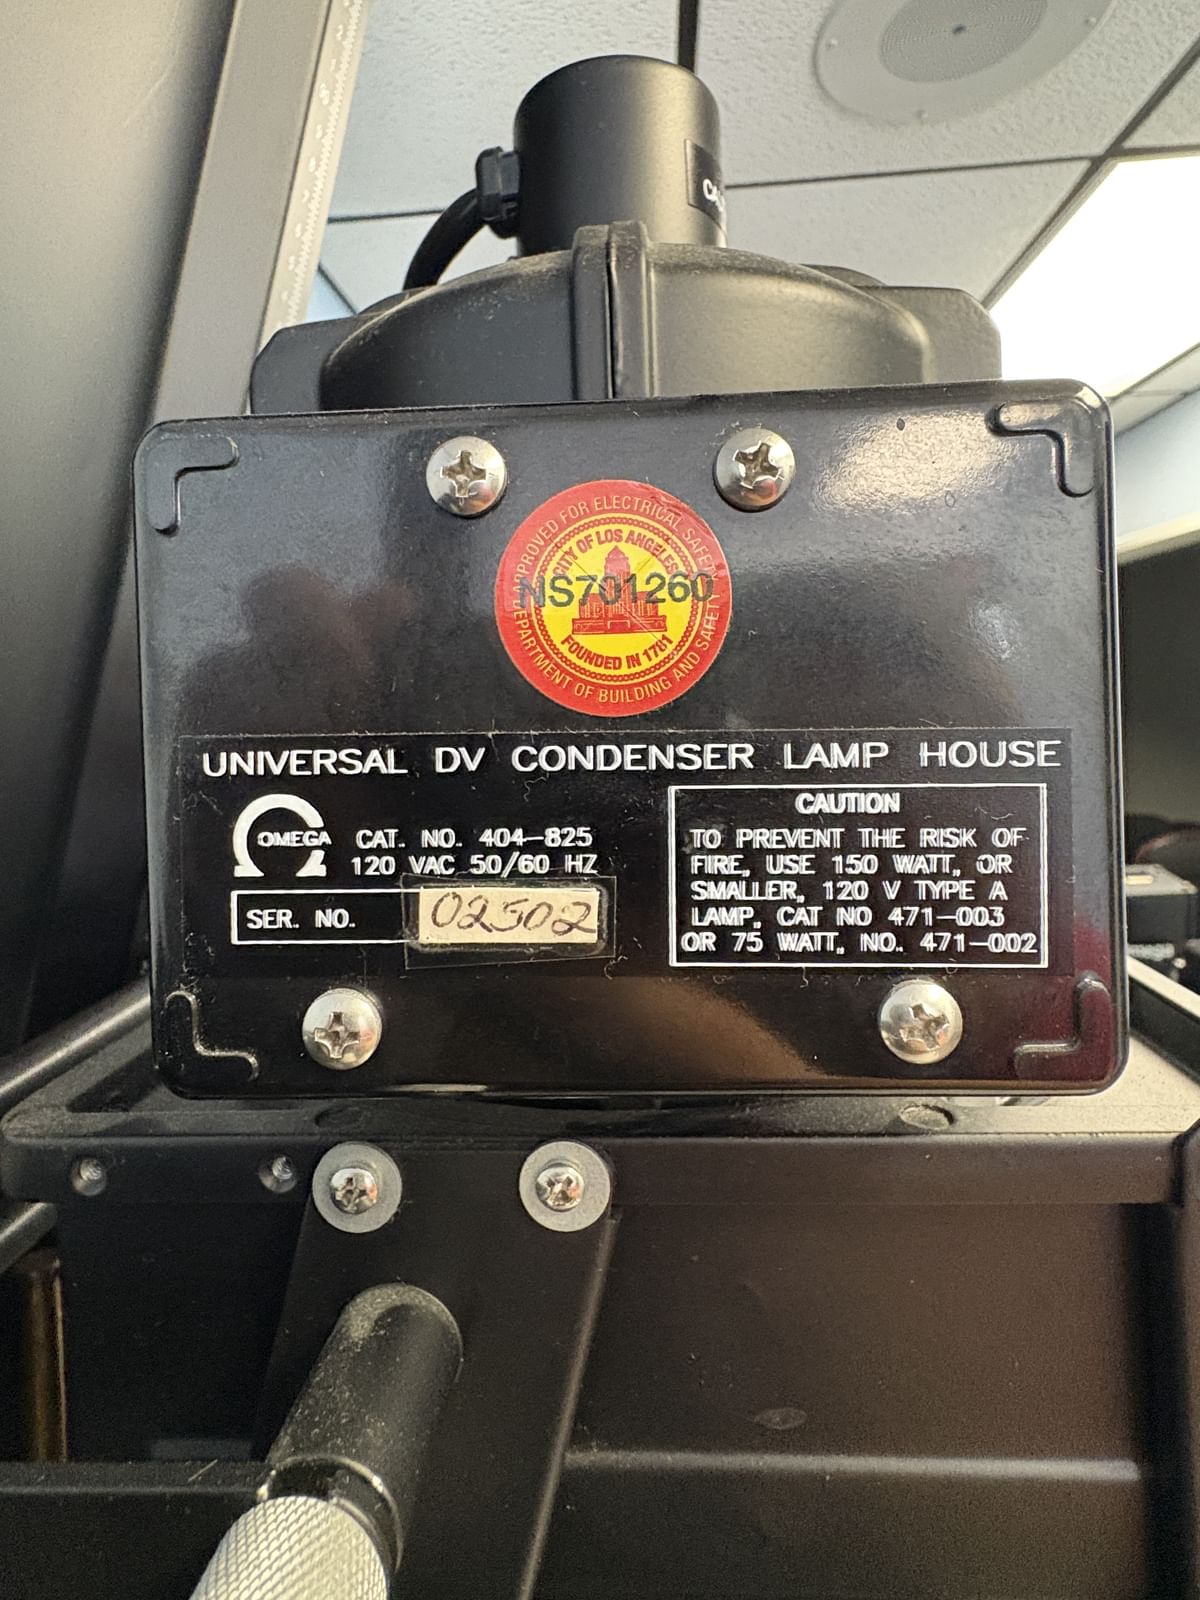 APPROVED FOR ELECTRICAL SAFETY
CITY OF LOS ANGELES
NS701260
FOUNDED IN 1781
DEPARTMENT OF BUILDING AND SAFETY
UNIVERSAL DV CONDENSER LAMP HOUSE
OMEGA
CAT. NO. 404-825
120 VAC 50/60 HZ
SER. NO. 02502
CAUTION
TO PREVENT THE RISK OF
FIRE, USE 150 WATT, OR
SMALLER, 120 V TYPE A
LAMP, CAT NO 471-003
OR 75 WATT, NO. 471-002